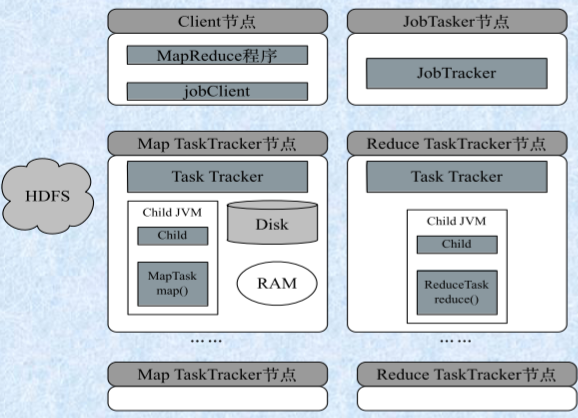 Client节点
MapReduce程序
jobClient
JobTasker节点
JobTracker
HDFS
Map TaskTracker节点
Task Tracker
Child JVM
Child
MapTask
map()
Disk
RAM
……
Reduce TaskTracker节点
Task Tracker
Child JVM
Child
ReduceTask
reduce()
……
Map TaskTracker节点
Reduce TaskTracker节点